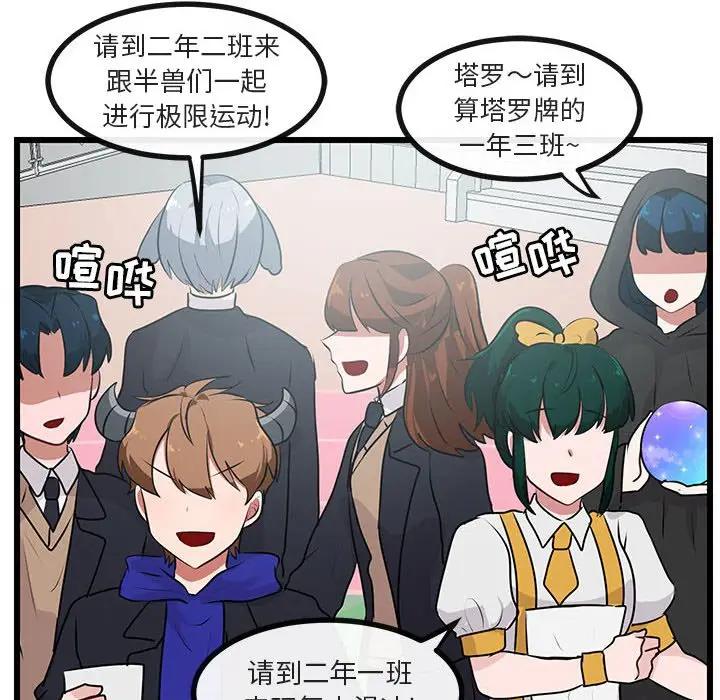 请到二年二班来
跟半兽们一起
进行极限运动!
塔罗～请到
算塔罗牌的
一年三班~
喧哗
喧哗
请到二年一班